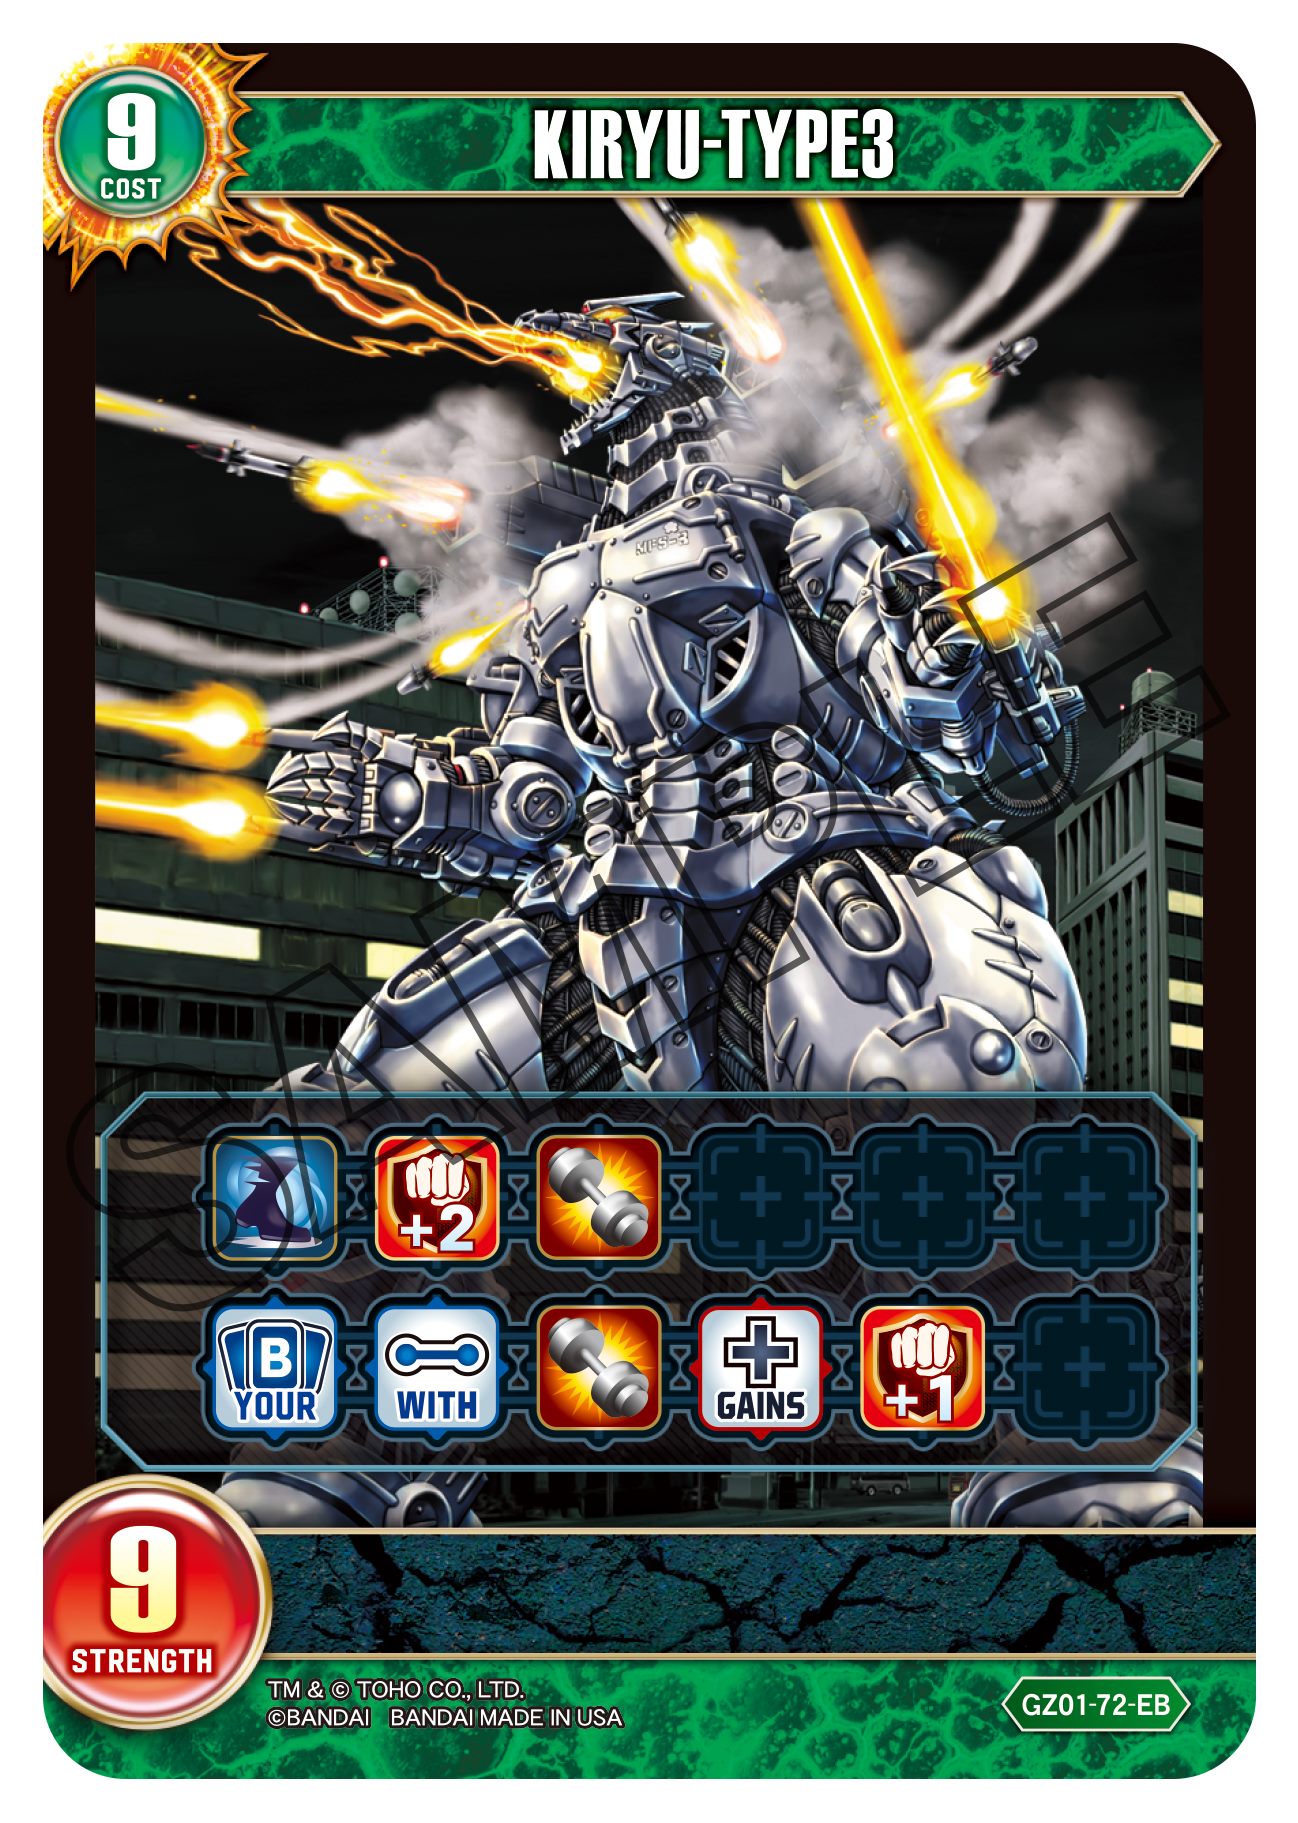 9
COST
KIRYU-TYPE3
MFS-3
SAMPLE
+2
B
YOUR
WITH
GAINS
+1
9
STRENGTH
TM & © TOHO CO., LTD.
©BANDAI BANDAI MADE IN USA
GZ01-72-EB